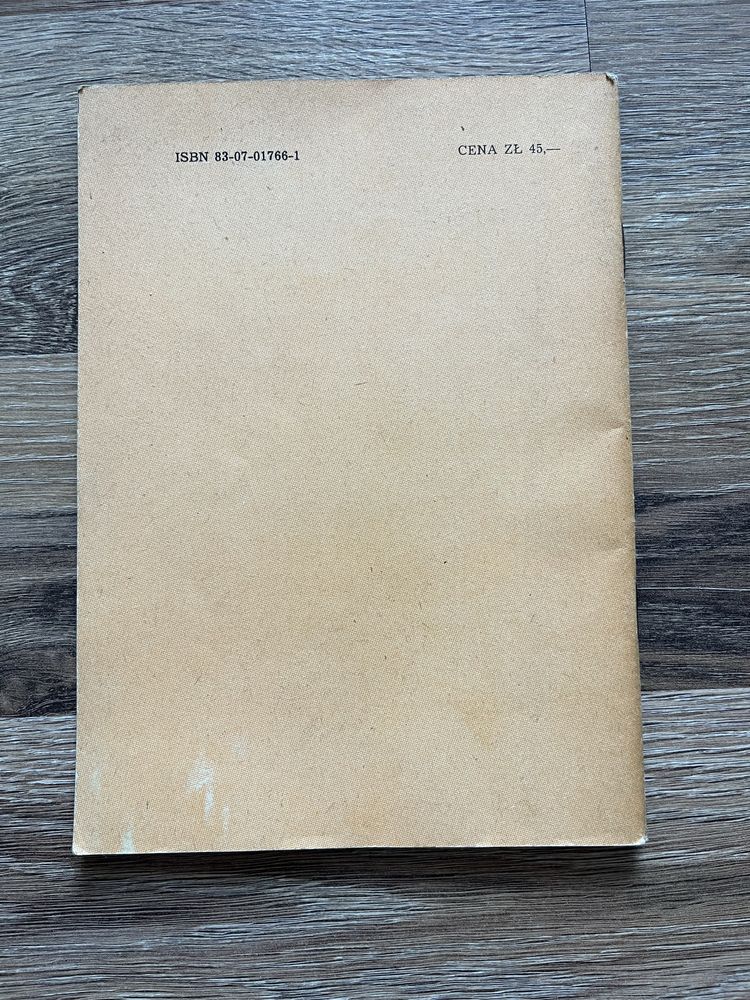 ISBN 83-07-01766-1
CENA ZŁ 45,—